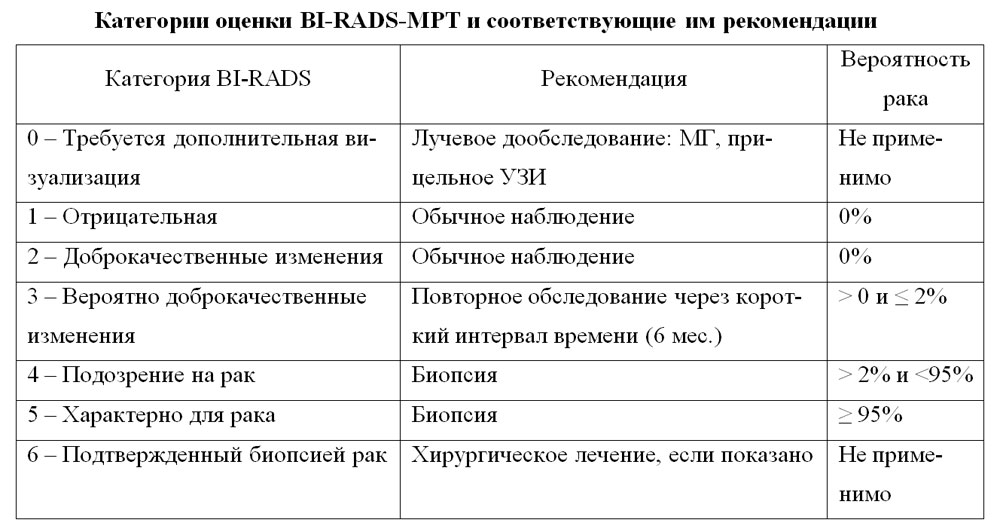 Категории оценки BI-RADS-МРТ и соответствующие им рекомендации
Категория BI-RADS
Рекомендация
Вероятность
рака
0 – Требуется дополнительная ви-
зуализация
Лучевое дообследование: МГ, при-
цельное УЗИ
Не приме-
нимо
1 – Отрицательная
Обычное наблюдение
0%
2 – Доброкачественные изменения
Обычное наблюдение
0%
3 – Вероятно доброкачественные
изменения
Повторное обследование через корот-
кий интервал времени (6 мес.)
> 0 и ≤ 2%
4 – Подозрение на рак
Биопсия
> 2% и <95%
5 – Характерно для рака
Биопсия
≥ 95%
6 – Подтвержденный биопсией рак
Хирургическое лечение, если показано
Не приме-
нимо